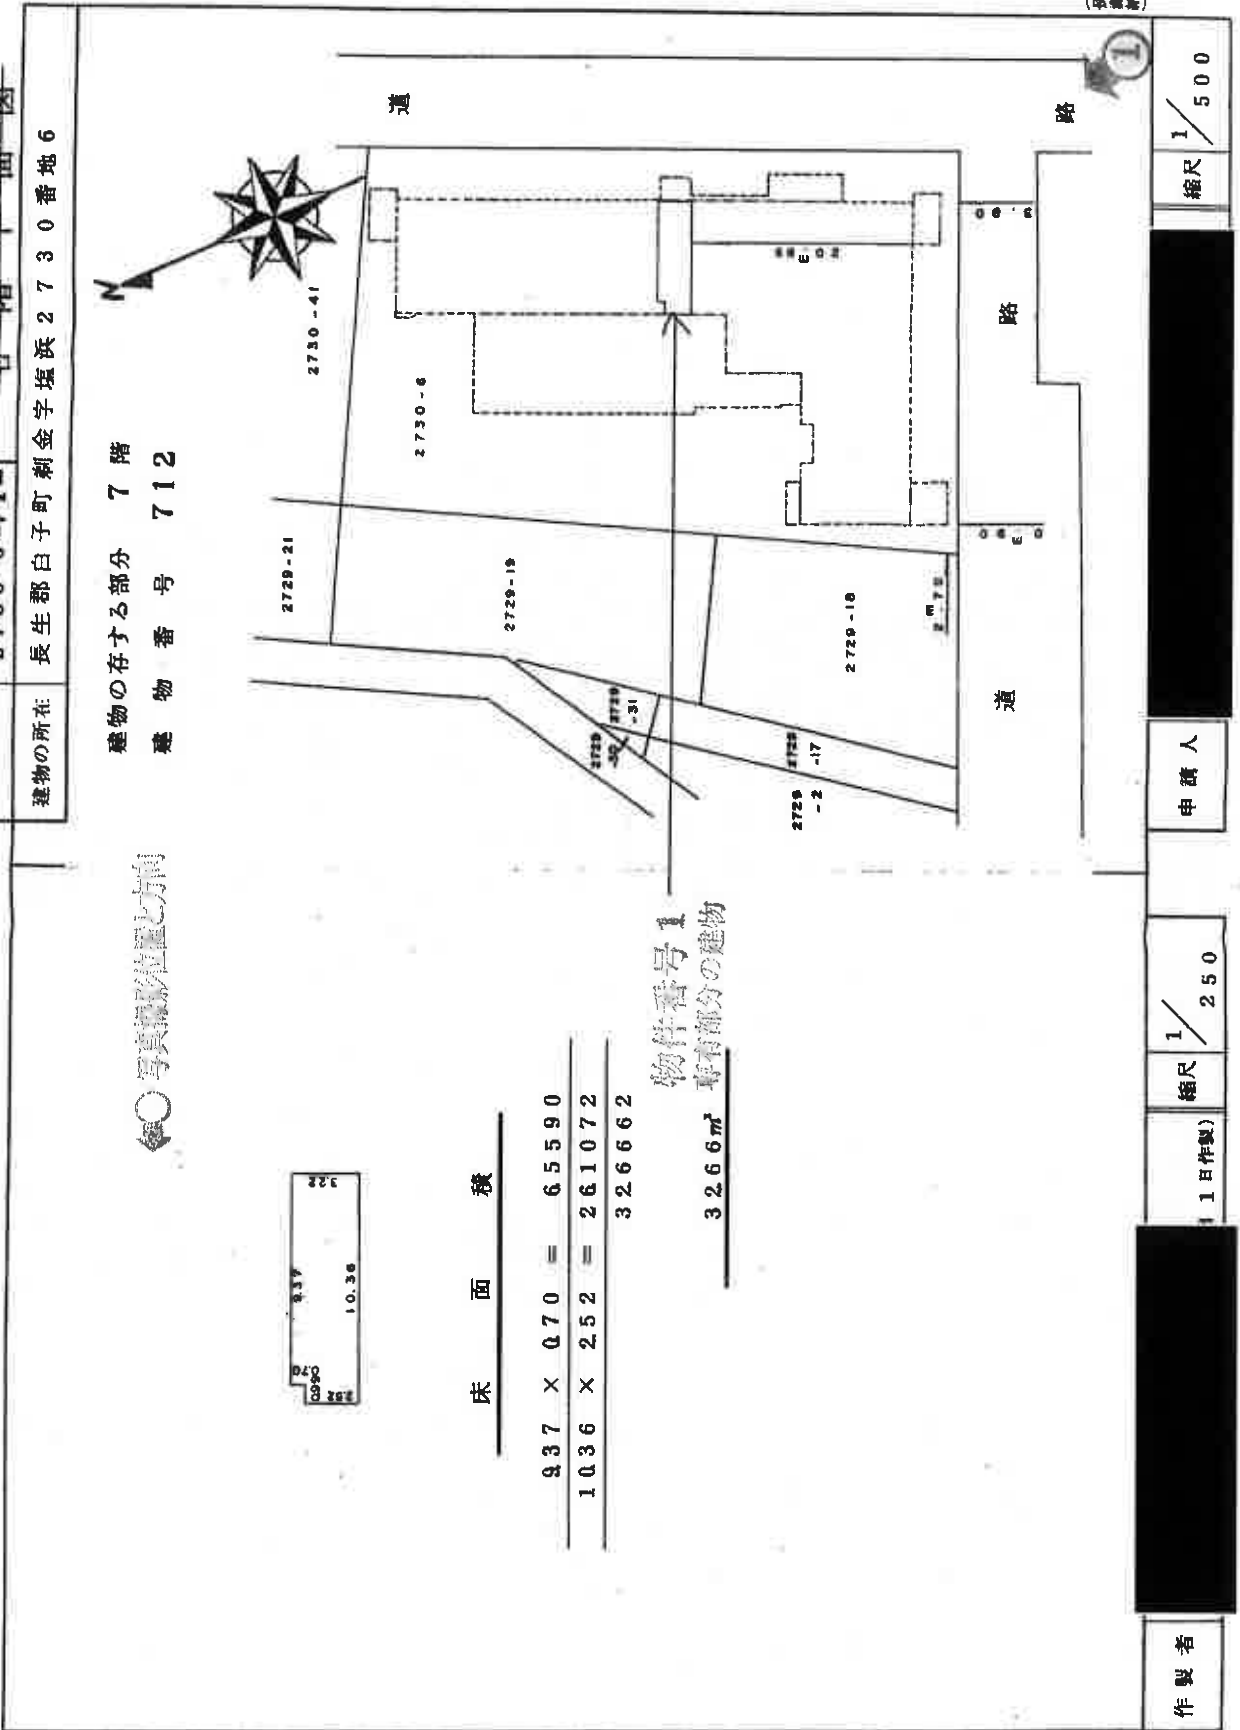 建物の所在 長生郡白子町剃金字塩浜2730番地6
建物の存する部分 7階
建物番号 712
写真撮影位置と方向
N
2730-41
道
2730-6
2729-21
2729-19
2729-31
2729-30
2729-18
2729-17
2729-2
2m.75
道
路
路
1
3.22
9.37
10.36
0.70
2.52
床面積
9.37 × 0.70 = 6.5590
10.36 × 2.52 = 26.1072
32.6662
32.66㎡
物件番号1
専有部分の建物
作製者
1日作製)
縮尺 1/250
申請人
縮尺 1/500